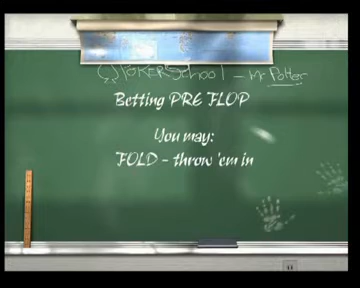 PokerSchool - Mr Potter
Betting PRE FLOP
You may:
FOLD - throw 'em in